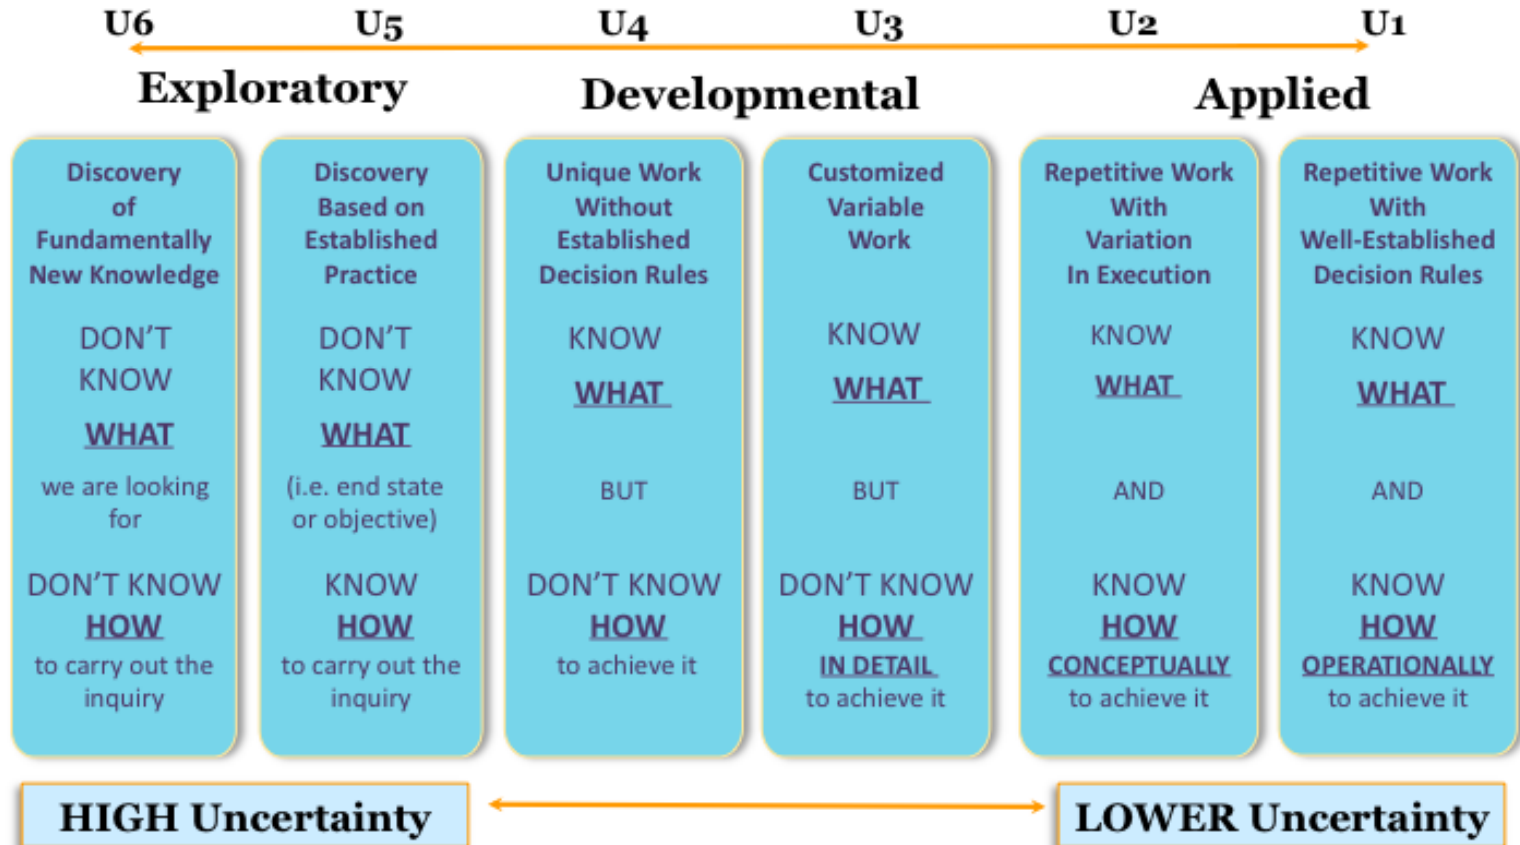 U6 U5 U4 U3 U2 U1
Exploratory Developmental Applied
Discovery
of
Fundamentally
New Knowledge
DON’T
KNOW
WHAT
we are looking
for
DON’T KNOW
HOW
to carry out the
inquiry
Discovery
Based on
Established
Practice
DON’T
KNOW
WHAT
(i.e. end state
or objective)
KNOW
HOW
to carry out the
inquiry
Unique Work
Without
Established
Decision Rules
KNOW
WHAT
BUT
DON’T KNOW
HOW
to achieve it
Customized
Variable
Work
KNOW
WHAT
BUT
DON’T KNOW
HOW
IN DETAIL
to achieve it
Repetitive Work
With
Variation
In Execution
KNOW
WHAT
AND
KNOW
HOW
CONCEPTUALLY
to achieve it
Repetitive Work
With
Well-Established
Decision Rules
KNOW
WHAT
AND
KNOW
HOW
OPERATIONALLY
to achieve it
HIGH Uncertainty LOWER Uncertainty